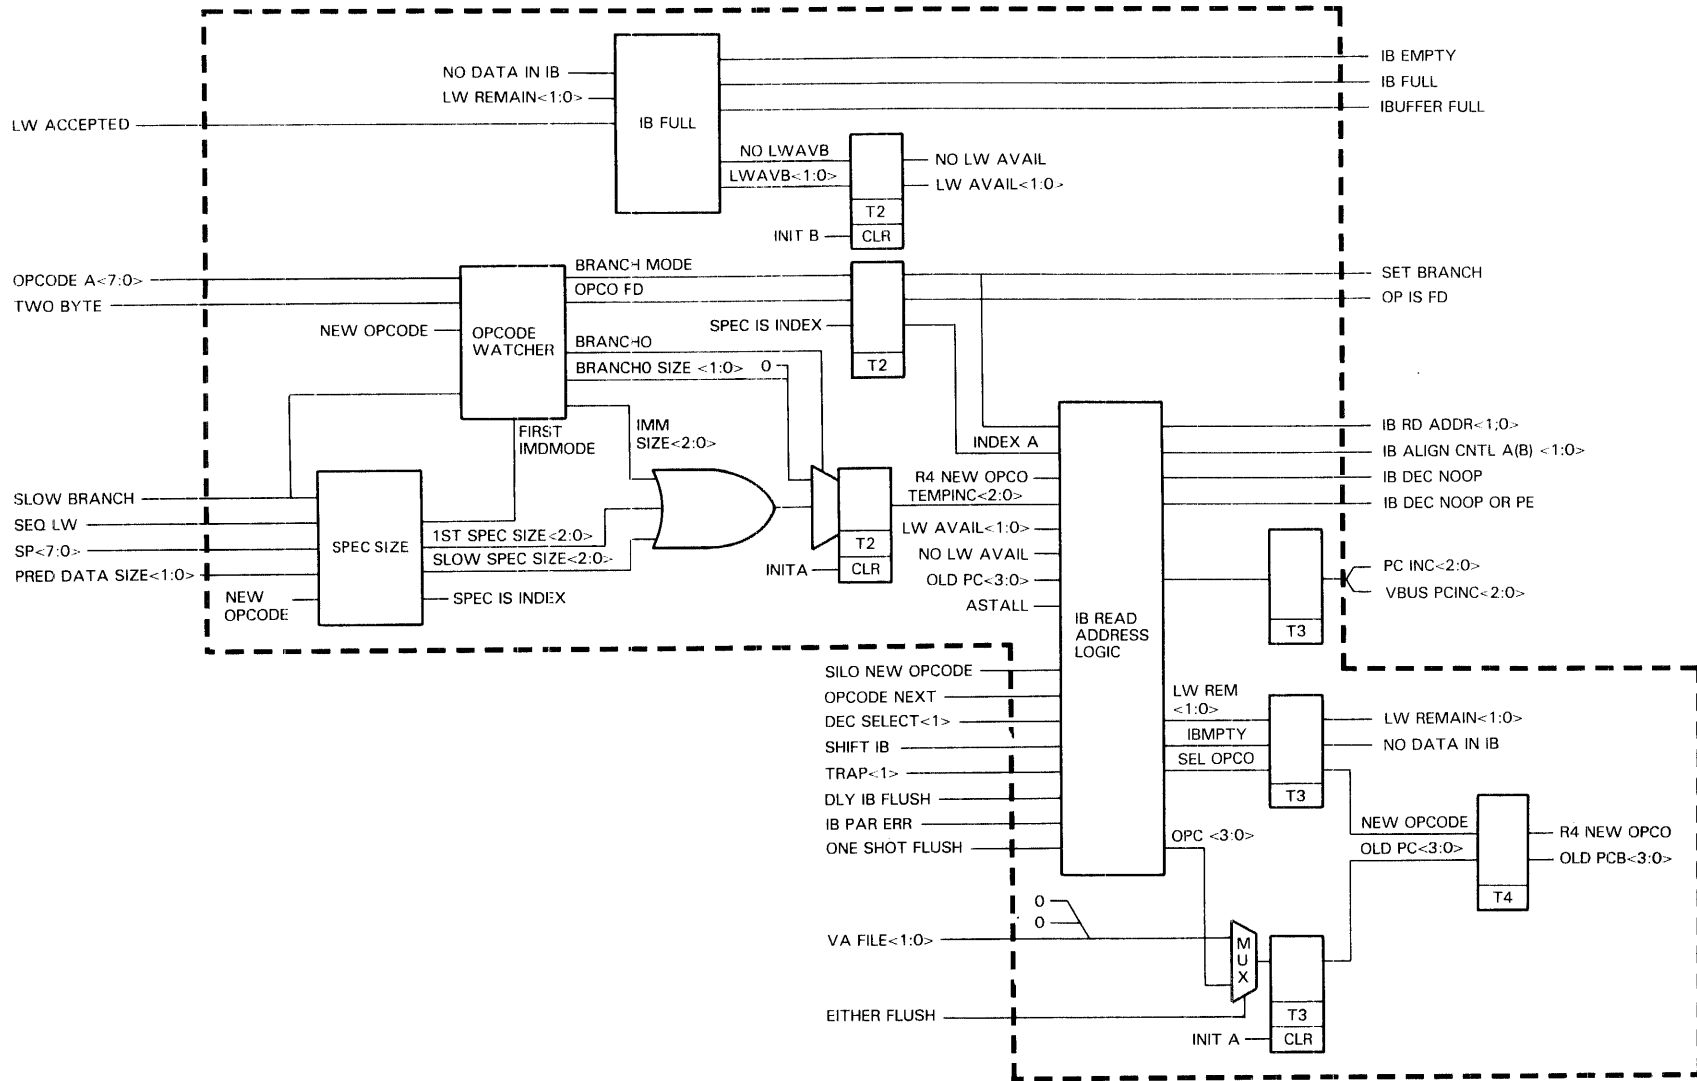 IB EMPTY
NO DATA IN IB
IB FULL
LW REMAIN<1:0>
IBUFFER FULL
LW ACCEPTED
IB FULL
NO LWAVB
NO LW AVAIL
LWAVB<1:0>
LW AVAIL<1:0>
T2
INIT B
CLR
OPCODE A<7:0>
BRANCH MODE
SET BRANCH
TWO BYTE
OPCO FD
OP IS FD
NEW OPCODE
OPCODE
WATCHER
SPEC IS INDEX
BRANCHO
BRANCH0 SIZE <1:0>
0
T2
FIRST
IMDMODE
IMM
SIZE<2:0>
INDEX A
IB RD ADDR<1;0>
IB ALIGN CNTL A(B) <1:0>
R4 NEW OPCO
IB DEC NOOP
TEMPINC<2:0>
IB DEC NOOP OR PE
SLOW BRANCH
SEQ LW
SP<7:0>
PRED DATA SIZE<1:0>
NEW
OPCODE
SPEC SIZE
1ST SPEC SIZE<2:0>
SLOW SPEC SIZE<2:0>
SPEC IS INDEX
T2
INITA
CLR
LW AVAIL<1:0>
NO LW AVAIL
OLD PC<3:0>
ASTALL
IB READ
ADDRESS
LOGIC
PC INC<2:0>
VBUS PCINC<2:0>
T3
SILO NEW OPCODE
OPCODE NEXT
DEC SELECT<1>
SHIFT IB
TRAP<1>
DLY IB FLUSH
IB PAR ERR
ONE SHOT FLUSH
LW REM
<1:0>
IBMPTY
SEL OPCO
LW REMAIN<1:0>
NO DATA IN IB
T3
OPC <3:0>
NEW OPCODE
OLD PC<3:0>
R4 NEW OPCO
OLD PCB<3:0>
T4
0
0
VA FILE<1:0>
MUX
EITHER FLUSH
T3
INIT A
CLR